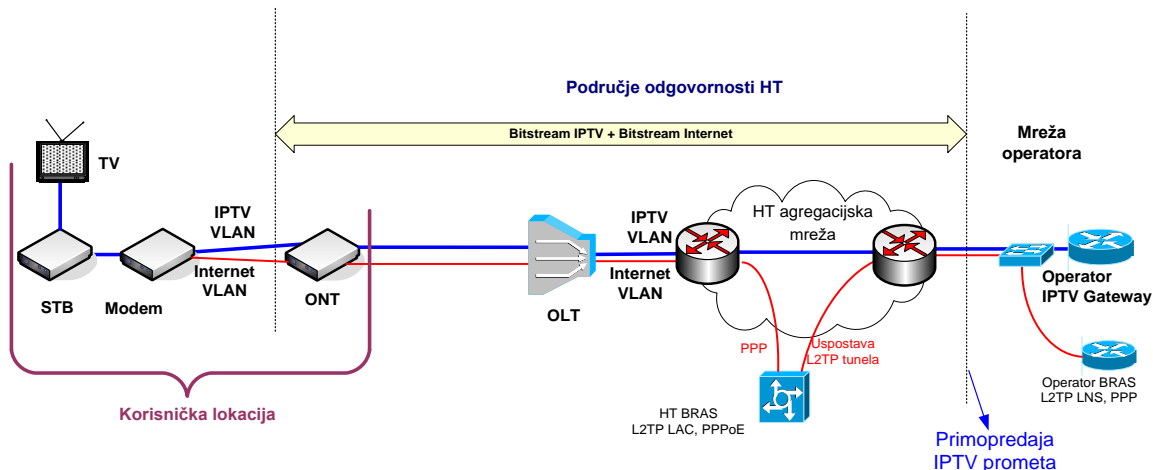 Područje odgovornosti HT
Bitstream IPTV + Bitstream Internet
Mreža
operatora
TV
IPTV
VLAN
Internet
VLAN
STB
Modem
ONT
OLT
IPTV
VLAN
Internet
VLAN
HT agregacijska
mreža
Operator
IPTV Gateway
PPP
Uspostava
L2TP tunela
HT BRAS
L2TP LAC, PPPoE
Operator BRAS
L2TP LNS, PPP
Korisnička lokacija
Primopredaja
IPTV prometa